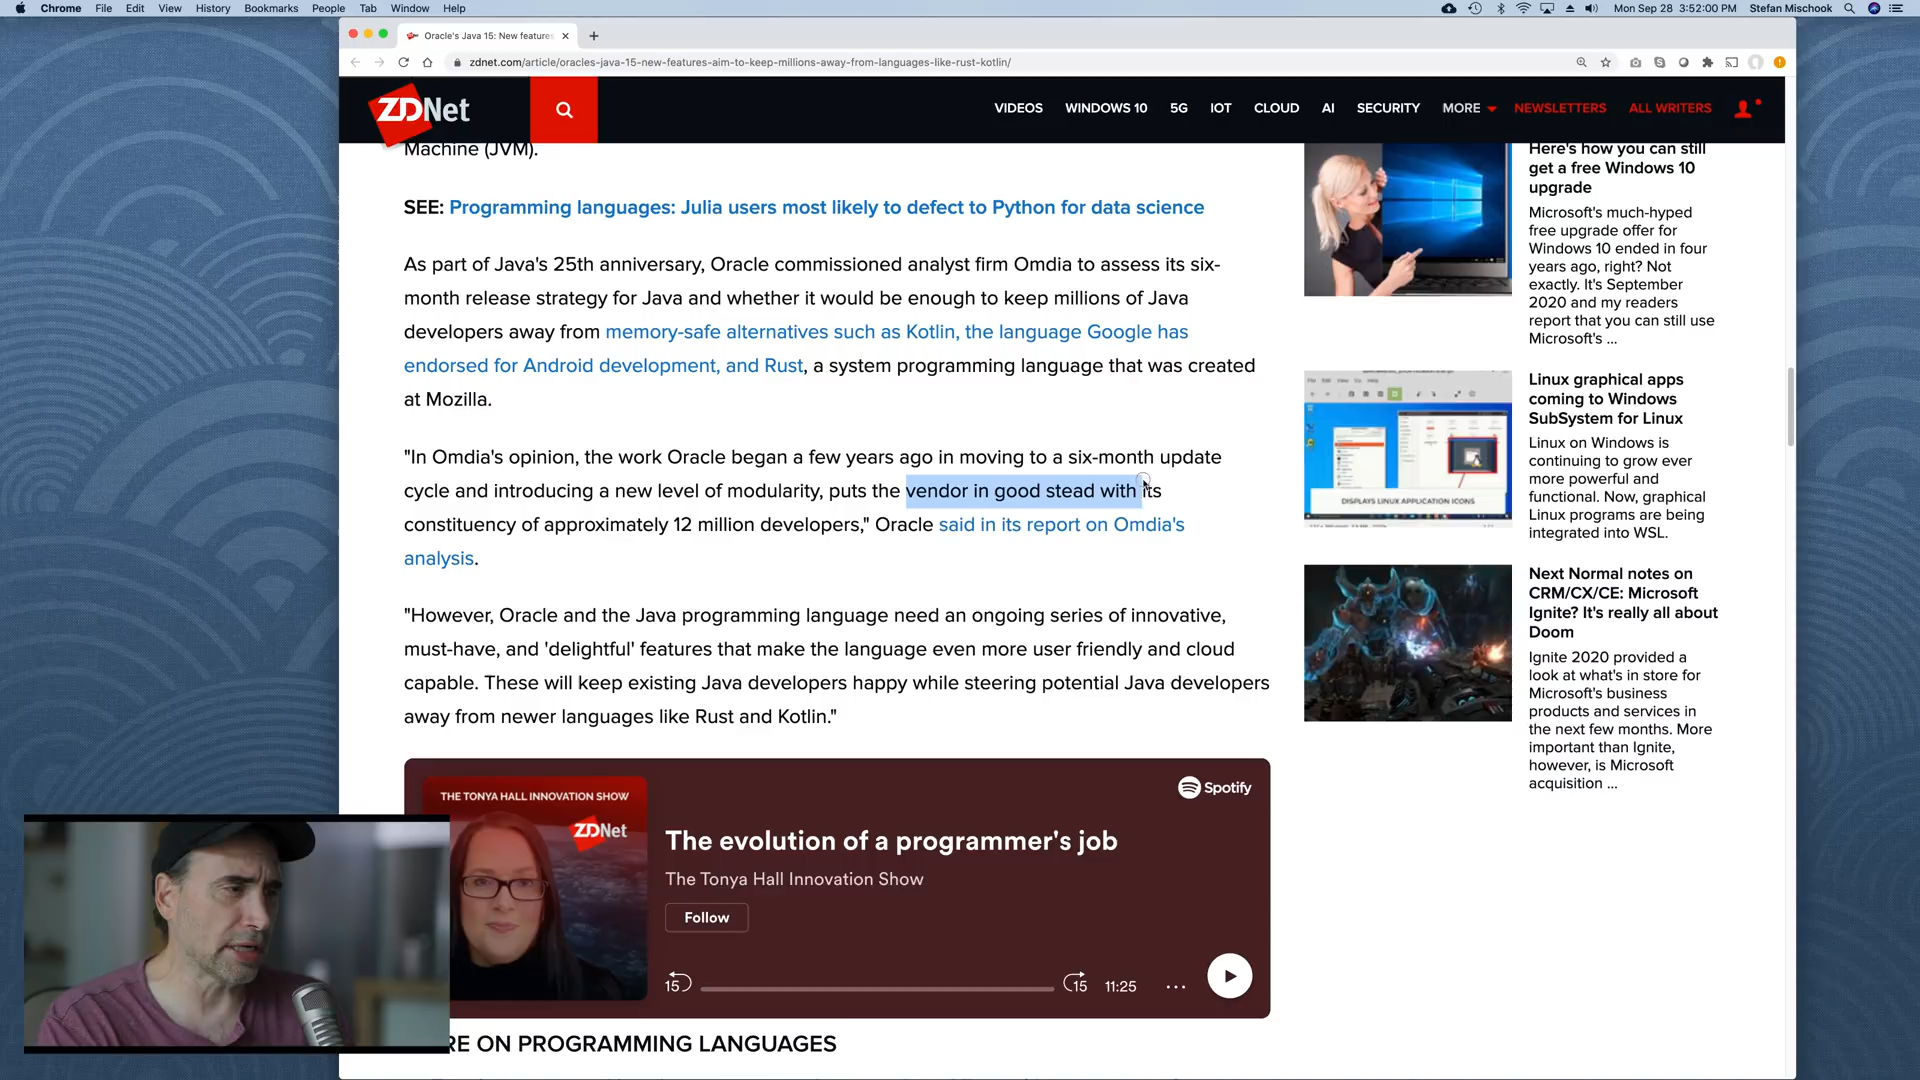 Chrome File Edit View History Bookmarks People Tab Window Help
Mon Sep 28 3:52:00 PM Stefan Mischook
Oracle's Java 15: New features
zdnet.com/article/oracles-java-15-new-features-aim-to-keep-millions-away-from-languages-like-rust-kotlin/
ZDNet
VIDEOS WINDOWS 10 5G IOT CLOUD AI SECURITY MORE NEWSLETTERS ALL WRITERS
Machine (JVM).
SEE: Programming languages: Julia users most likely to defect to Python for data science
As part of Java's 25th anniversary, Oracle commissioned analyst firm Omdia to assess its six-
month release strategy for Java and whether it would be enough to keep millions of Java
developers away from memory-safe alternatives such as Kotlin, the language Google has
endorsed for Android development, and Rust, a system programming language that was created
at Mozilla.
"In Omdia's opinion, the work Oracle began a few years ago in moving to a six-month update
cycle and introducing a new level of modularity, puts the vendor in good stead with its
constituency of approximately 12 million developers," Oracle said in its report on Omdia's
analysis.
"However, Oracle and the Java programming language need an ongoing series of innovative,
must-have, and 'delightful' features that make the language even more user friendly and cloud
capable. These will keep existing Java developers happy while steering potential Java developers
away from newer languages like Rust and Kotlin."
THE TONYA HALL INNOVATION SHOW
ZDNet
Spotify
The evolution of a programmer's job
The Tonya Hall Innovation Show
Follow
15
15
11:25
RE ON PROGRAMMING LANGUAGES
Here's how you can still
get a free Windows 10
upgrade
Microsoft's much-hyped
free upgrade offer for
Windows 10 ended in four
years ago, right? Not
exactly. It's September
2020 and my readers
report that you can still use
Microsoft's ...
DISPLAYS LINUX APPLICATION ICONS
Linux graphical apps
coming to Windows
SubSystem for Linux
Linux on Windows is
continuing to grow ever
more powerful and
functional. Now, graphical
Linux programs are being
integrated into WSL.
Next Normal notes on
CRM/CX/CE: Microsoft
Ignite? It's really all about
Doom
Ignite 2020 provided a
look at what's in store for
Microsoft's business
products and services in
the next few months. More
important than Ignite,
however, is Microsoft
acquisition ...